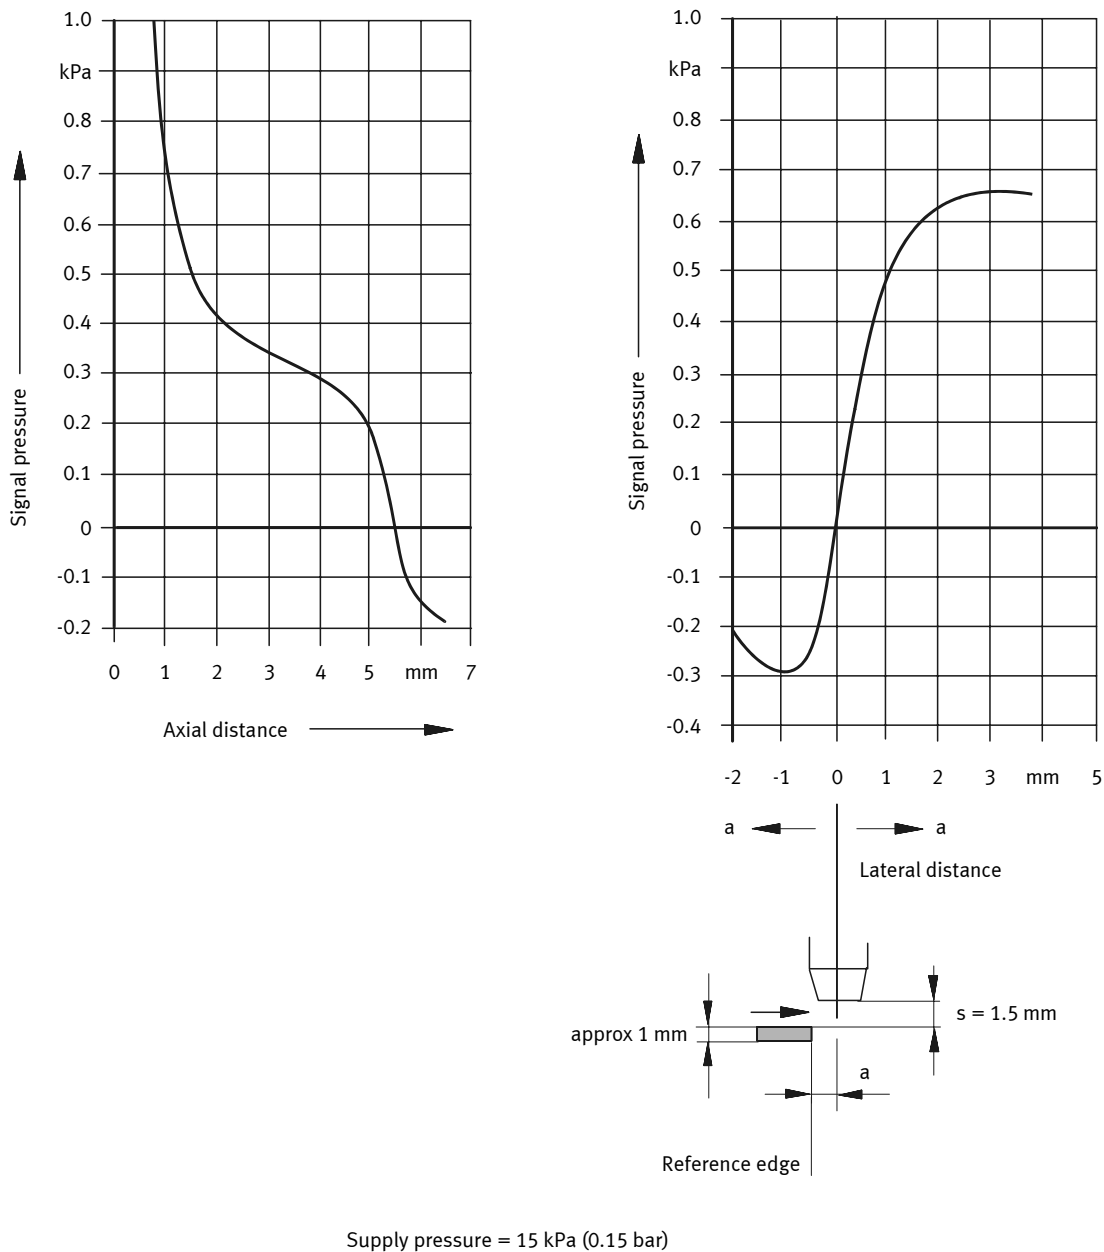 1.0
kPa
0.8
0.7
0.6
0.5
0.4
0.3
0.2
0.1
0
-0.1
-0.2
Signal pressure
0 1 2 3 4 5 mm 7
Axial distance
1.0
kPa
0.8
0.7
0.6
0.5
0.4
0.3
0.2
0.1
0
-0.1
-0.2
-0.3
-0.4
Signal pressure
-2 -1 0 1 2 3 mm 5
a a
Lateral distance
s = 1.5 mm
approx 1 mm
a
Reference edge
Supply pressure = 15 kPa (0.15 bar)